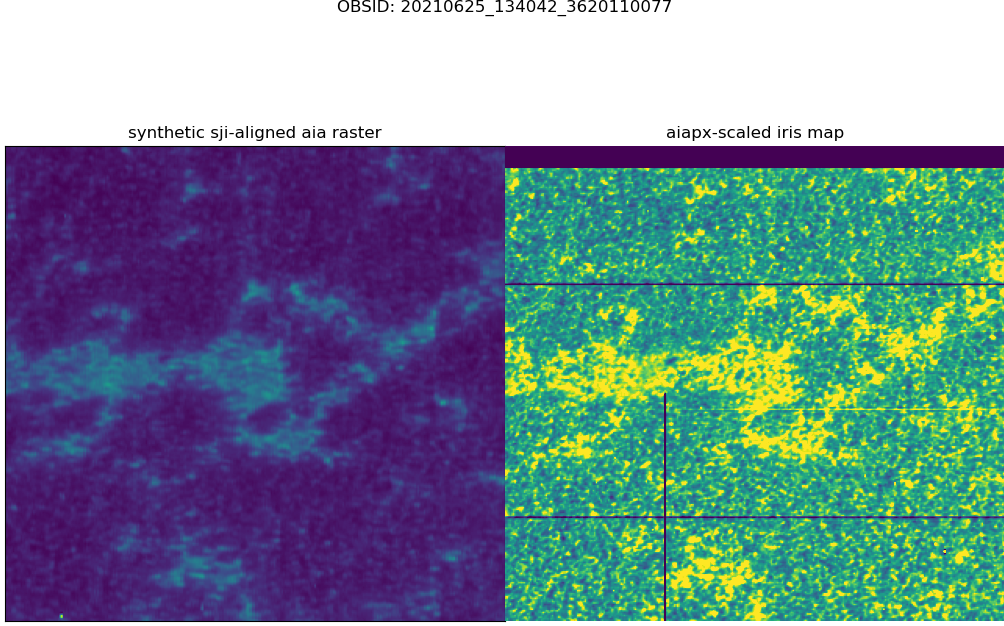 OBSID: 20210625_134042_3620110077
synthetic sji-aligned aia raster
aiapx-scaled iris map